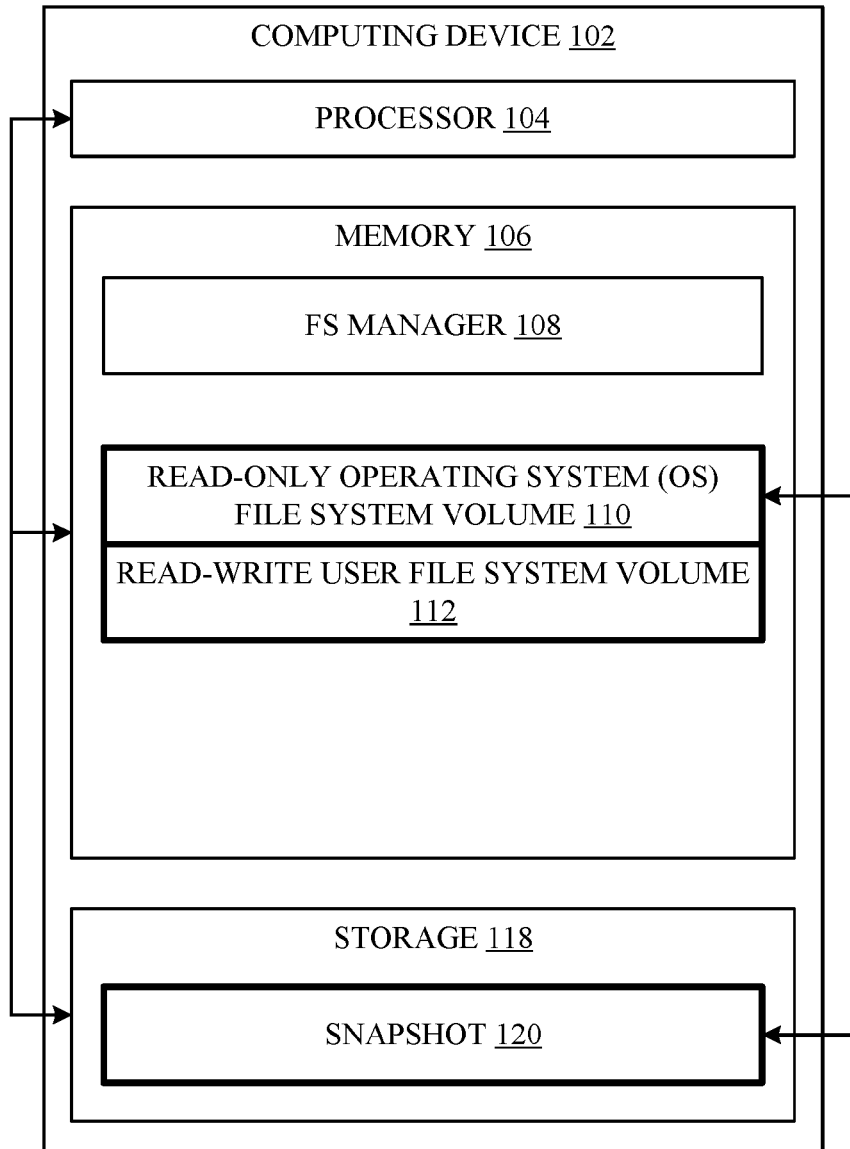 COMPUTING DEVICE 102
PROCESSOR 104
MEMORY 106
FS MANAGER 108
READ-ONLY OPERATING SYSTEM (OS)
FILE SYSTEM VOLUME 110
READ-WRITE USER FILE SYSTEM VOLUME
112
STORAGE 118
SNAPSHOT 120